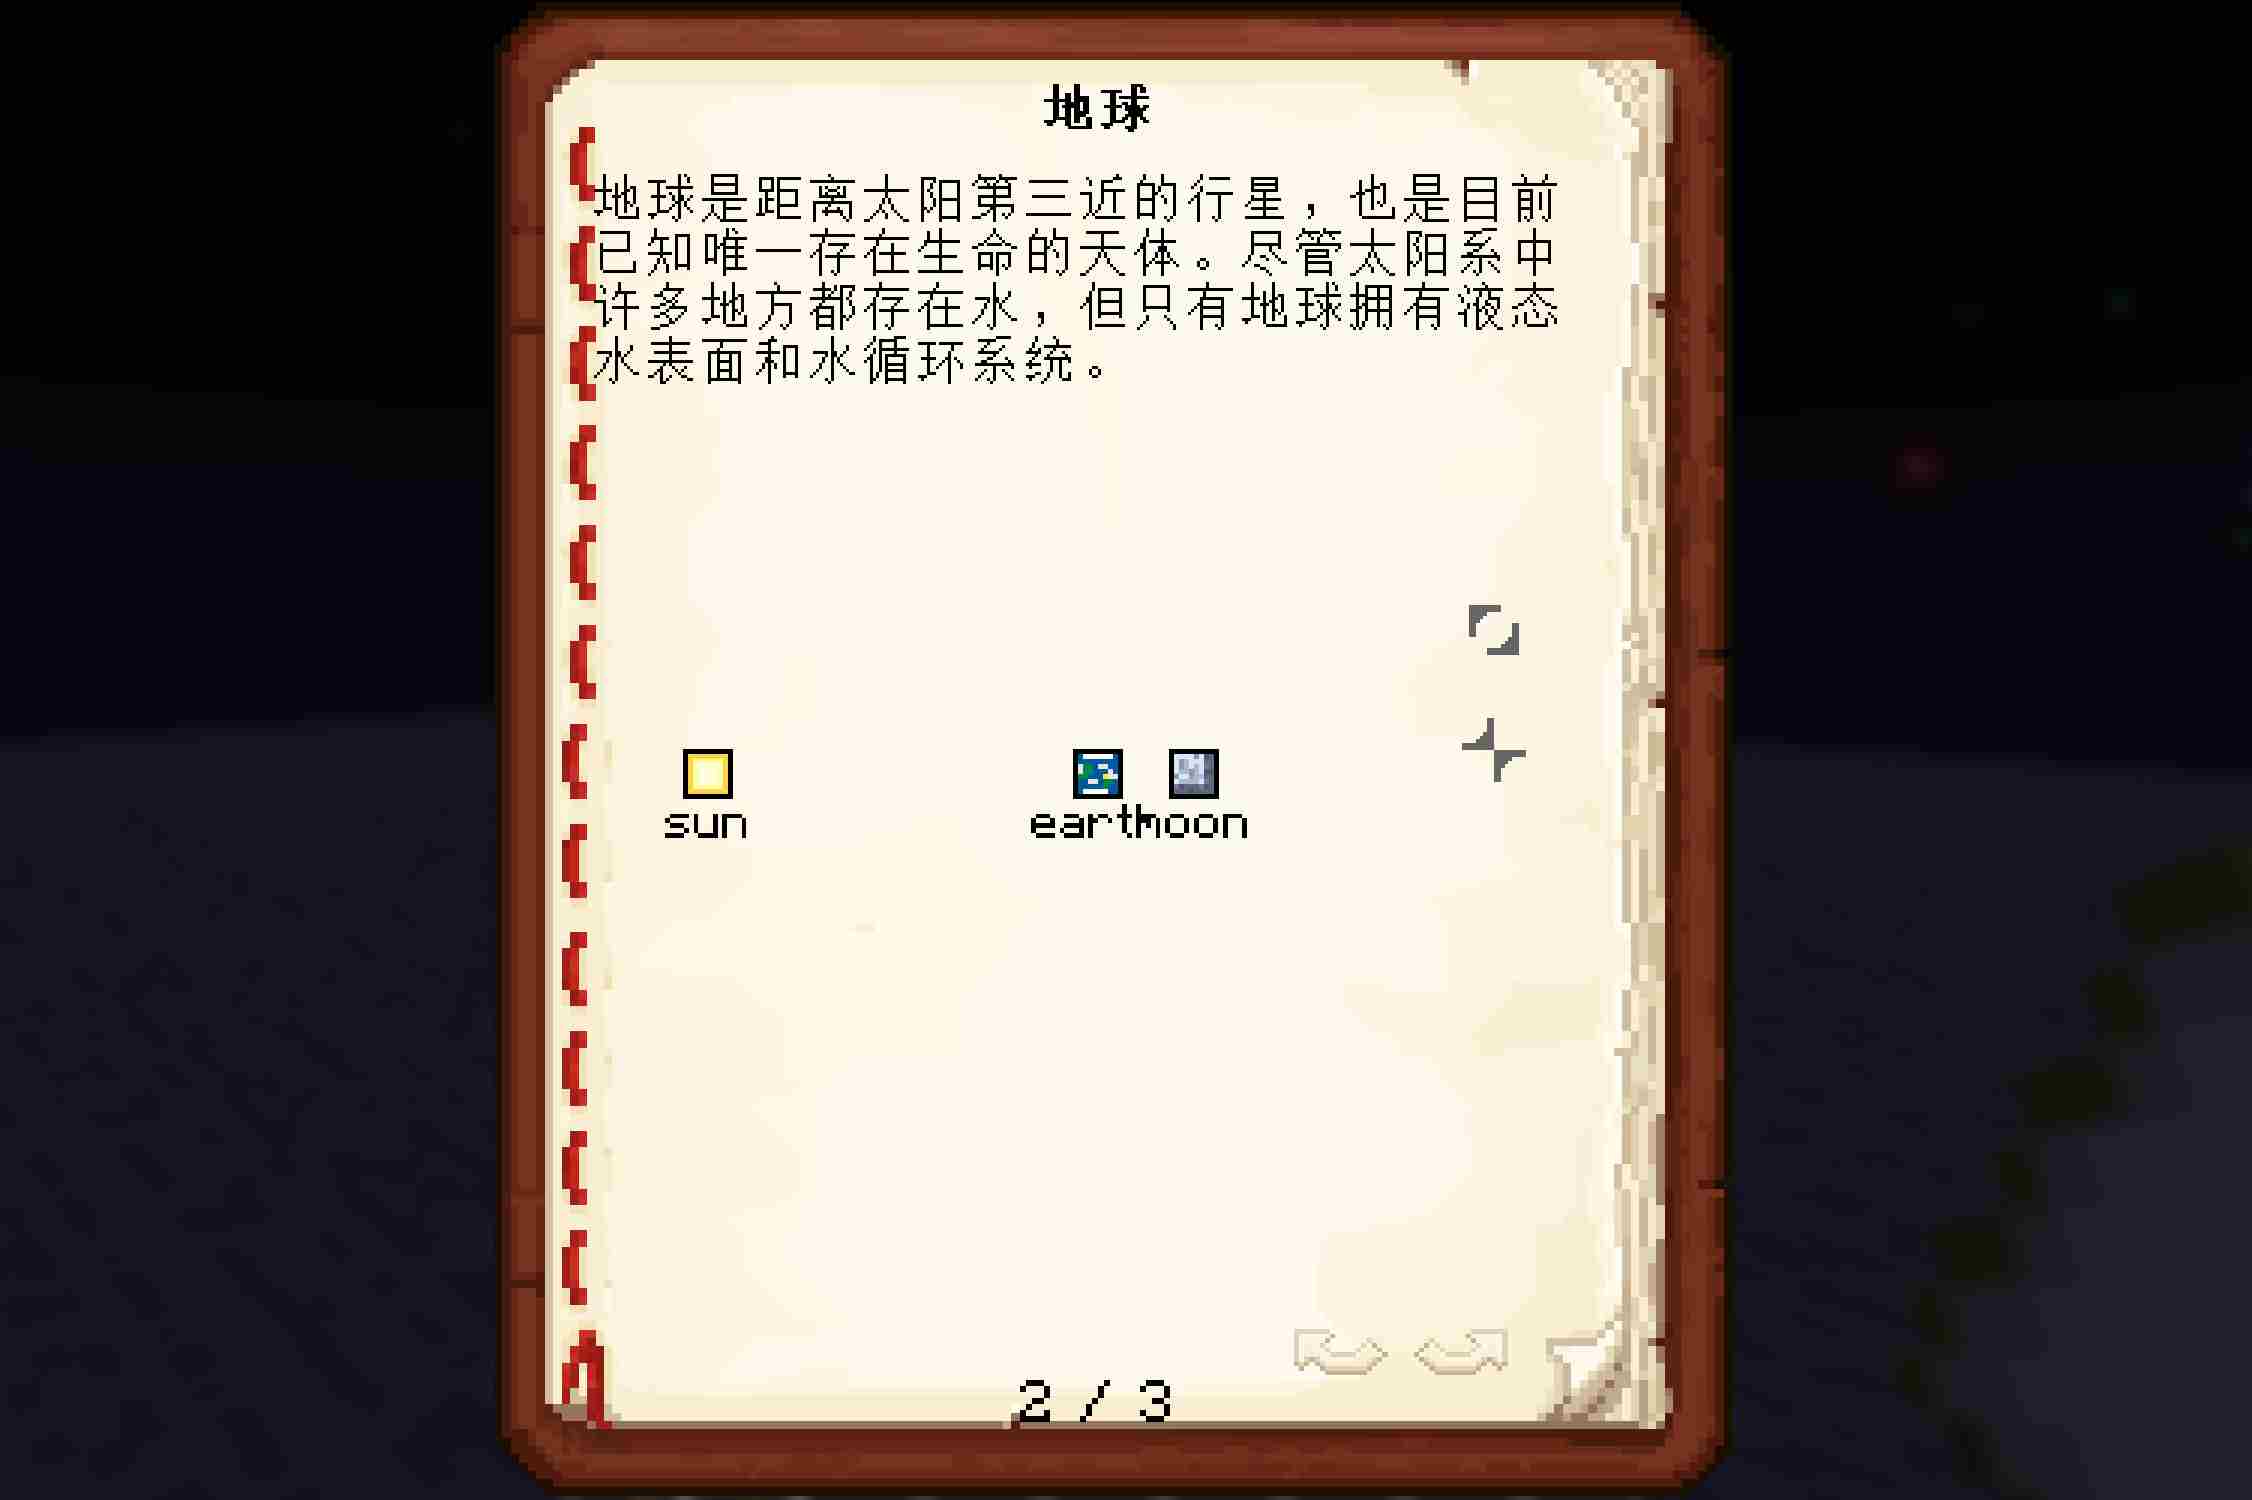 地球
地球是距离太阳第三近的行星，也是目前
已知唯一存在生命的天体。尽管太阳系中
许多地方都存在水，但只有地球拥有液态
水表面和水循环系统。
sun
earth
moon
2 / 3